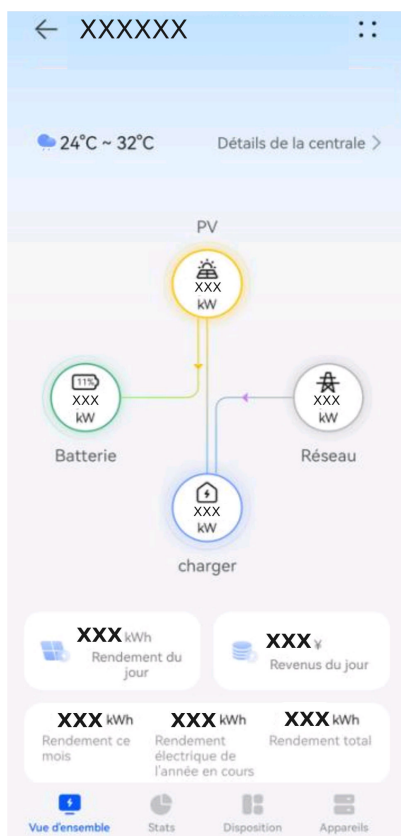 XXXXXX
24°C ~ 32°C
Détails de la centrale
PV
XXX
kW
11%
XXX
kW
XXX
kW
Batterie
Réseau
XXX
kW
charger
XXX kWh
Rendement du
jour
XXX ¥
Revenus du jour
XXX kWh
Rendement ce
mois
XXX kWh
Rendement
électrique de
l'année en cours
XXX kWh
Rendement total
Vue d'ensemble
Stats
Disposition
Appareils